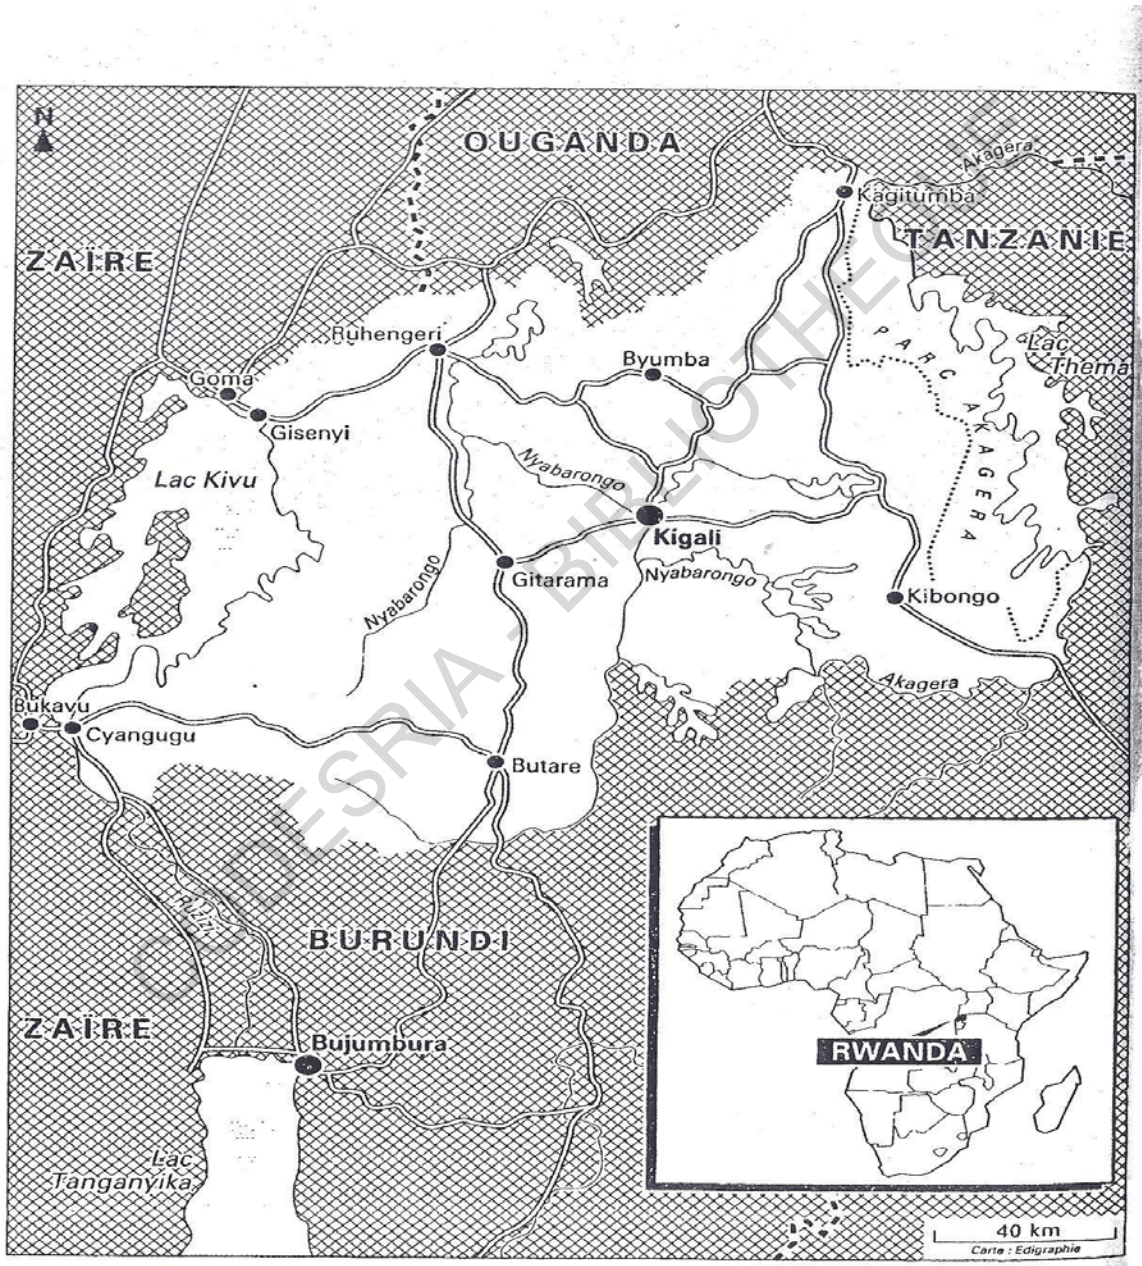 N
OUGANDA
Akagera
Kagitumba
ZAÏRE
TANZANIE
Ruhengeri
Byumba
Lac
Thema
PARC AKAGERA
Goma
Gisenyi
Lac Kivu
Nyabarongo
Kigali
Gitarama
Nyabarongo
Nyabarongo
Kibongo
Akagera
Bukavu
Cyangugu
Butare
Ruzizi
BURUNDI
ZAÏRE
Bujumbura
RWANDA
Lac
Tanganyika
40 km
Carte : Edigraphie
CODESRIA - BIBLIOTHEQUE